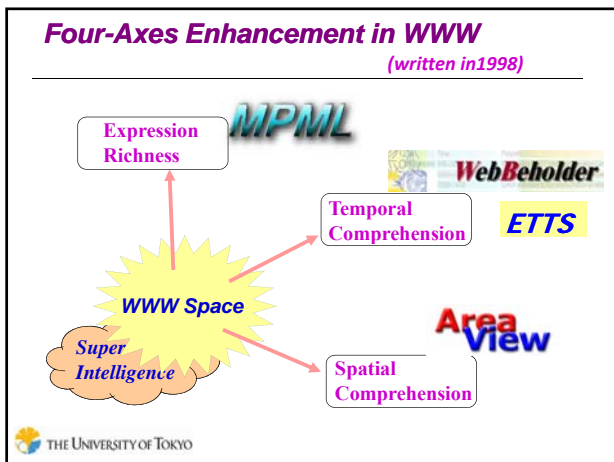 Four-Axes Enhancement in WWW
(written in1998)
Expression
Richness
MPML
WebBeholder
Temporal
Comprehension
ETTS
WWW Space
Area
View
Super
Intelligence
Spatial
Comprehension
THE UNIVERSITY OF TOKYO